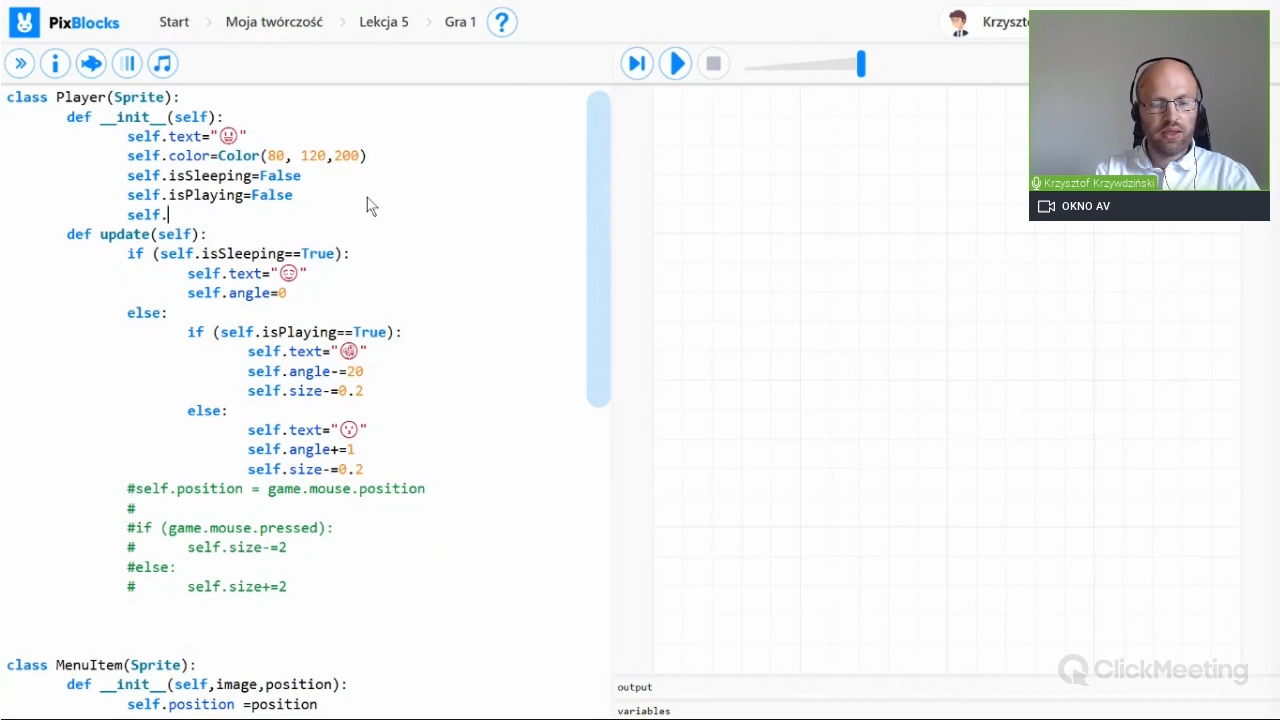 PixBlocks Start Moja twórczość Lekcja 5 Gra 1 ? Krzyszto
class Player(Sprite):
def __init__(self):
self.text="😀"
self.color=Color(80, 120,200)
self.isSleeping=False
self.isPlaying=False
self.
def update(self):
if (self.isSleeping==True):
self.text="😌"
self.angle=0
else:
if (self.isPlaying==True):
self.text="🤪"
self.angle-=20
self.size-=0.2
else:
self.text="😗"
self.angle+=1
self.size-=0.2
#self.position = game.mouse.position
#
#if (game.mouse.pressed):
# self.size-=2
#else:
# self.size+=2
class MenuItem(Sprite):
def __init__(self,image,position):
self.position =position
Krzysztof Krzywdziński
OKNO AV
ClickMeeting
output
variables